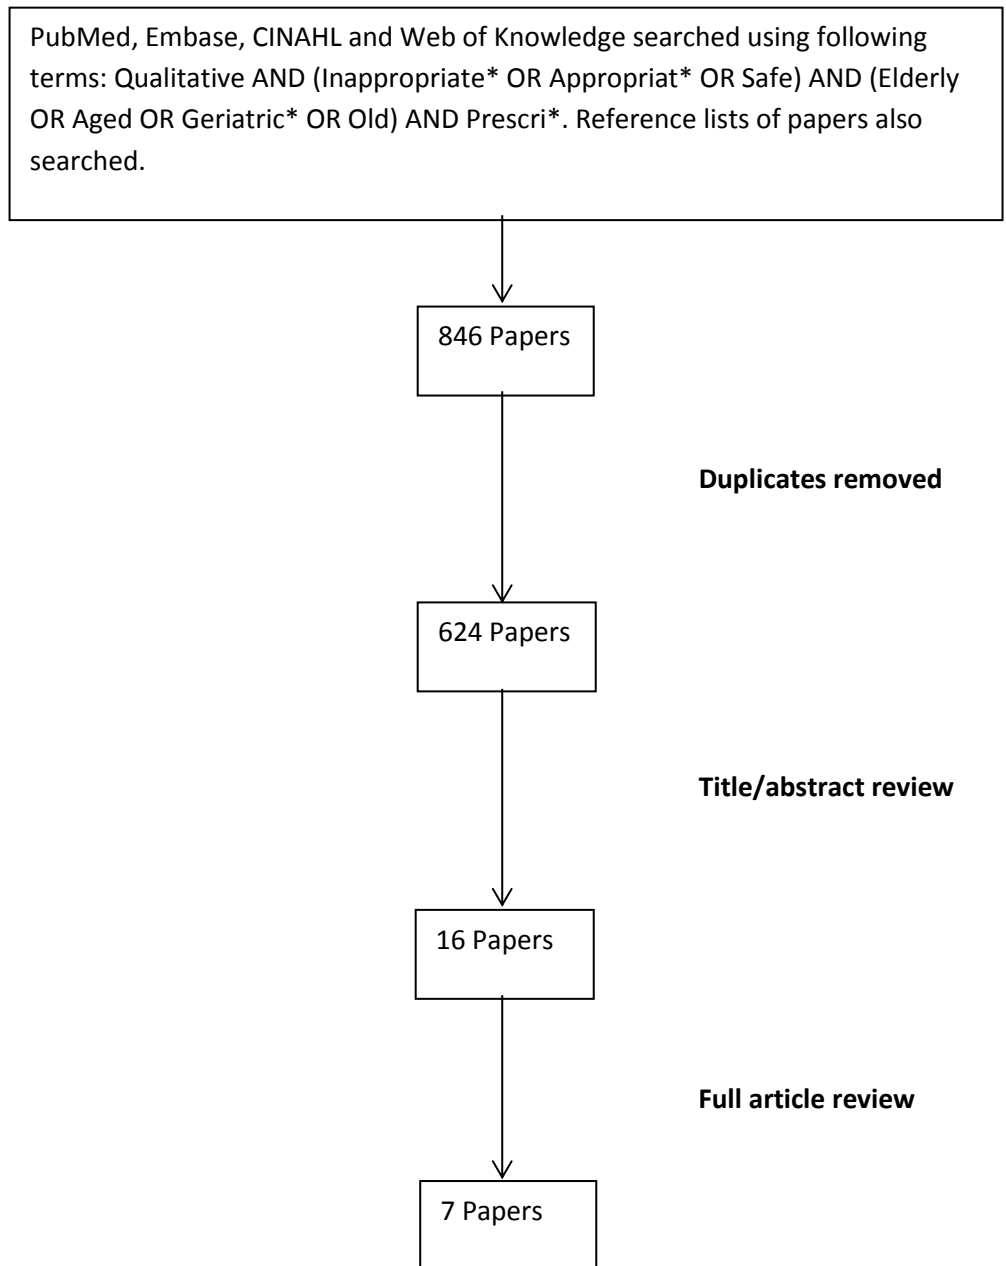 PubMed, Embase, CINAHL and Web of Knowledge searched using following
terms: Qualitative AND (Inappropriate* OR Appropriat* OR Safe) AND (Elderly
OR Aged OR Geriatric* OR Old) AND Prescri*. Reference lists of papers also
searched.
846 Papers
Duplicates removed
624 Papers
Title/abstract review
16 Papers
Full article review
7 Papers